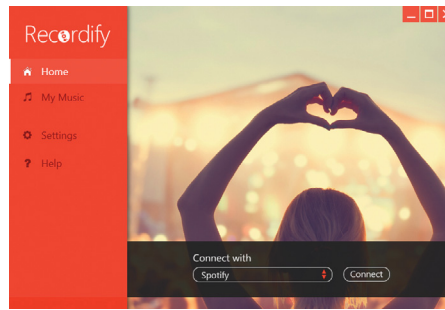 Recordify
Home
My Music
Settings
Help
Connect with
Spotify
Connect